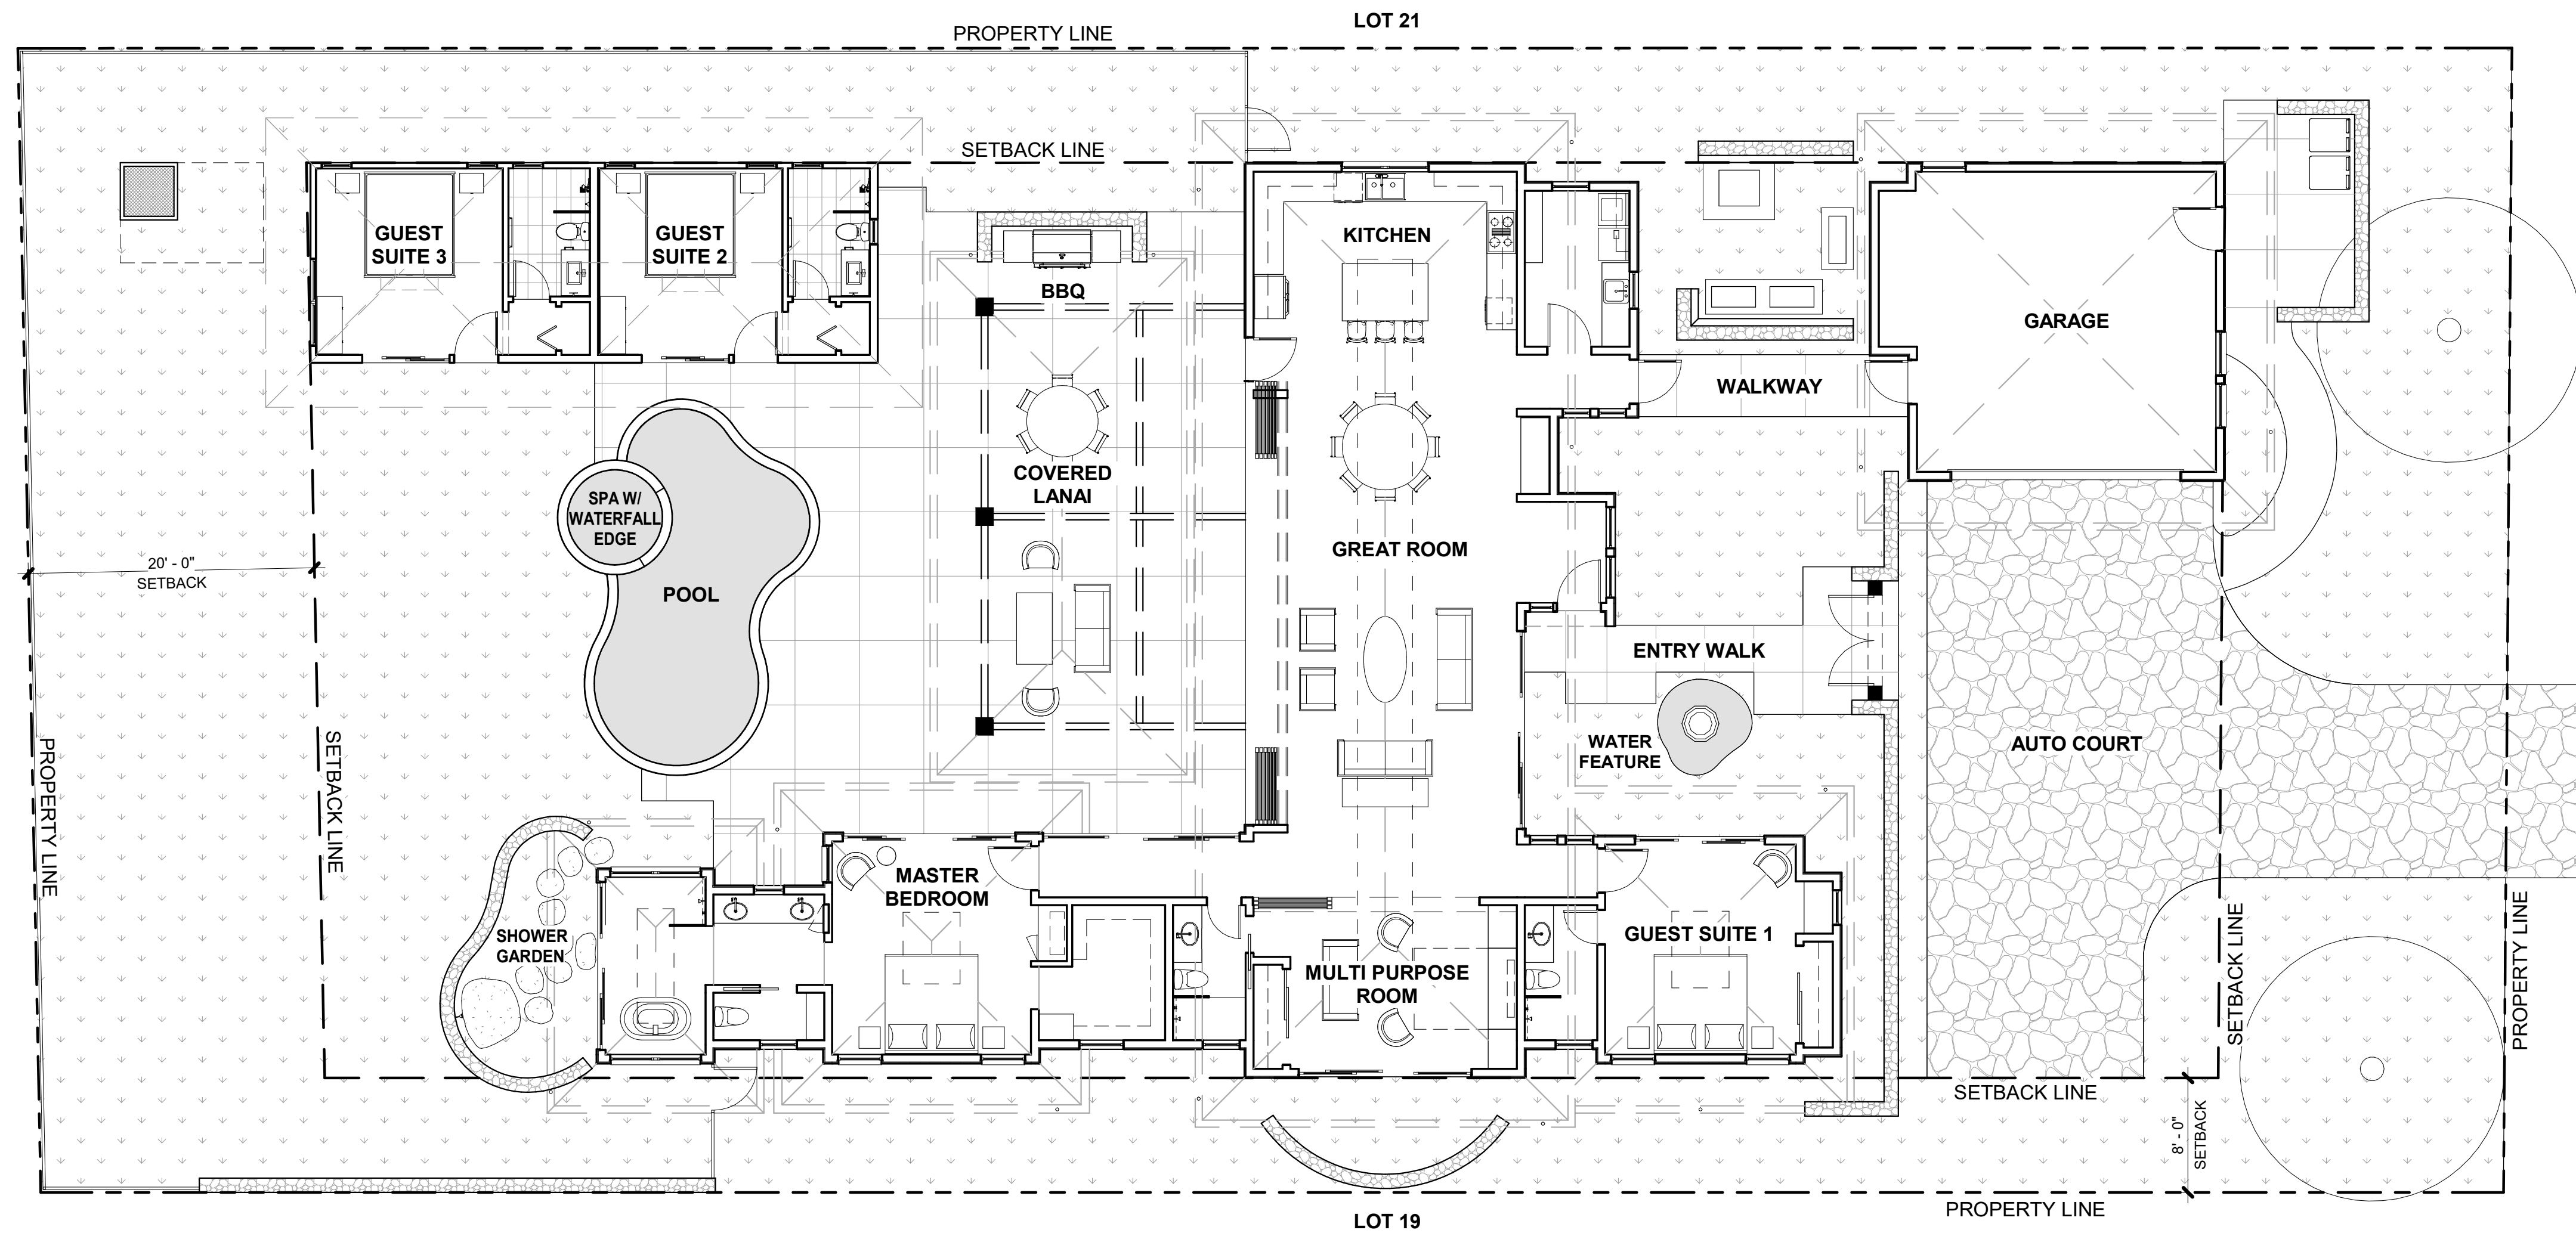 LOT 21
PROPERTY LINE
SETBACK LINE
GUEST
SUITE 3
GUEST
SUITE 2
KITCHEN
BBQ
GARAGE
WALKWAY
COVERED
LANAI
SPA W/
WATERFALL
EDGE
GREAT ROOM
20' - 0"
SETBACK
POOL
ENTRY WALK
WATER
FEATURE
AUTO COURT
PROPERTY LINE
SETBACK LINE
MASTER
BEDROOM
SHOWER
GARDEN
GUEST SUITE 1
MULTI PURPOSE
ROOM
SETBACK LINE
PROPERTY LINE
SETBACK LINE
8' - 0"
SETBACK
PROPERTY LINE
LOT 19